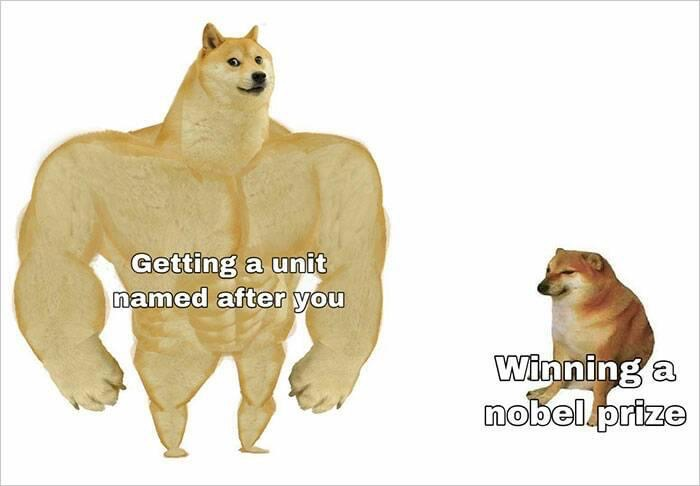 Getting a unit
named after you
Winning a
nobel prize